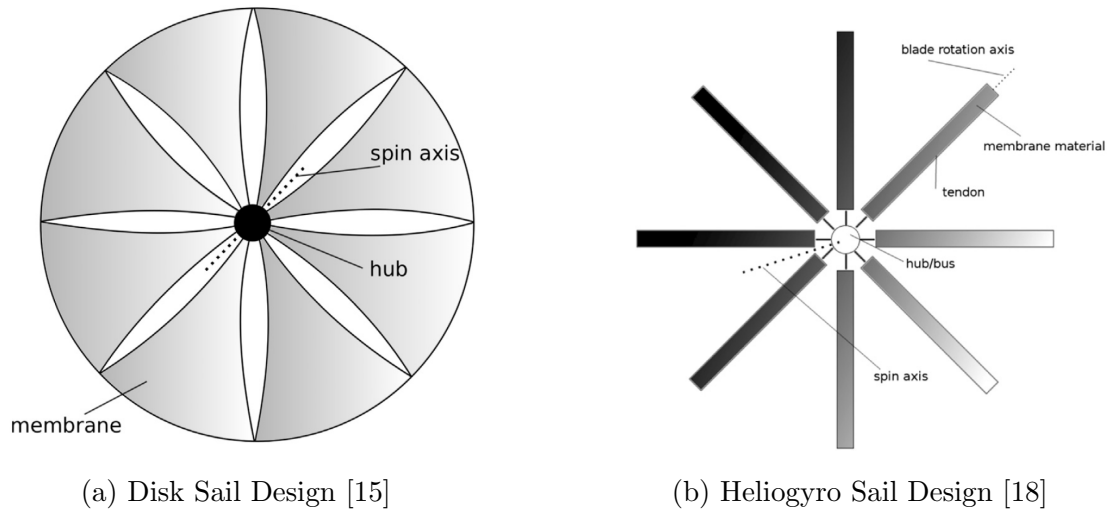 spin axis
hub
membrane
(a) Disk Sail Design [15]
blade rotation axis
membrane material
tendon
hub/bus
spin axis
(b) Heliogyro Sail Design [18]